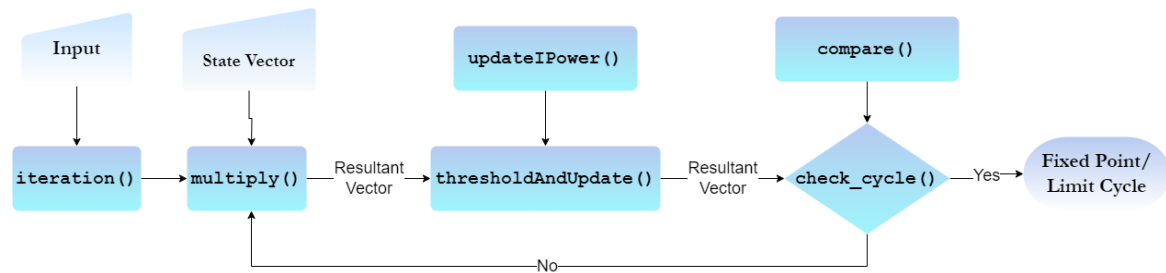 Input
State Vector
updateIPower()
compare()
iteration()
multiply()
Resultant
Vector
thresholdAndUpdate()
Resultant
Vector
check_cycle()
Yes
Fixed Point/
Limit Cycle
No